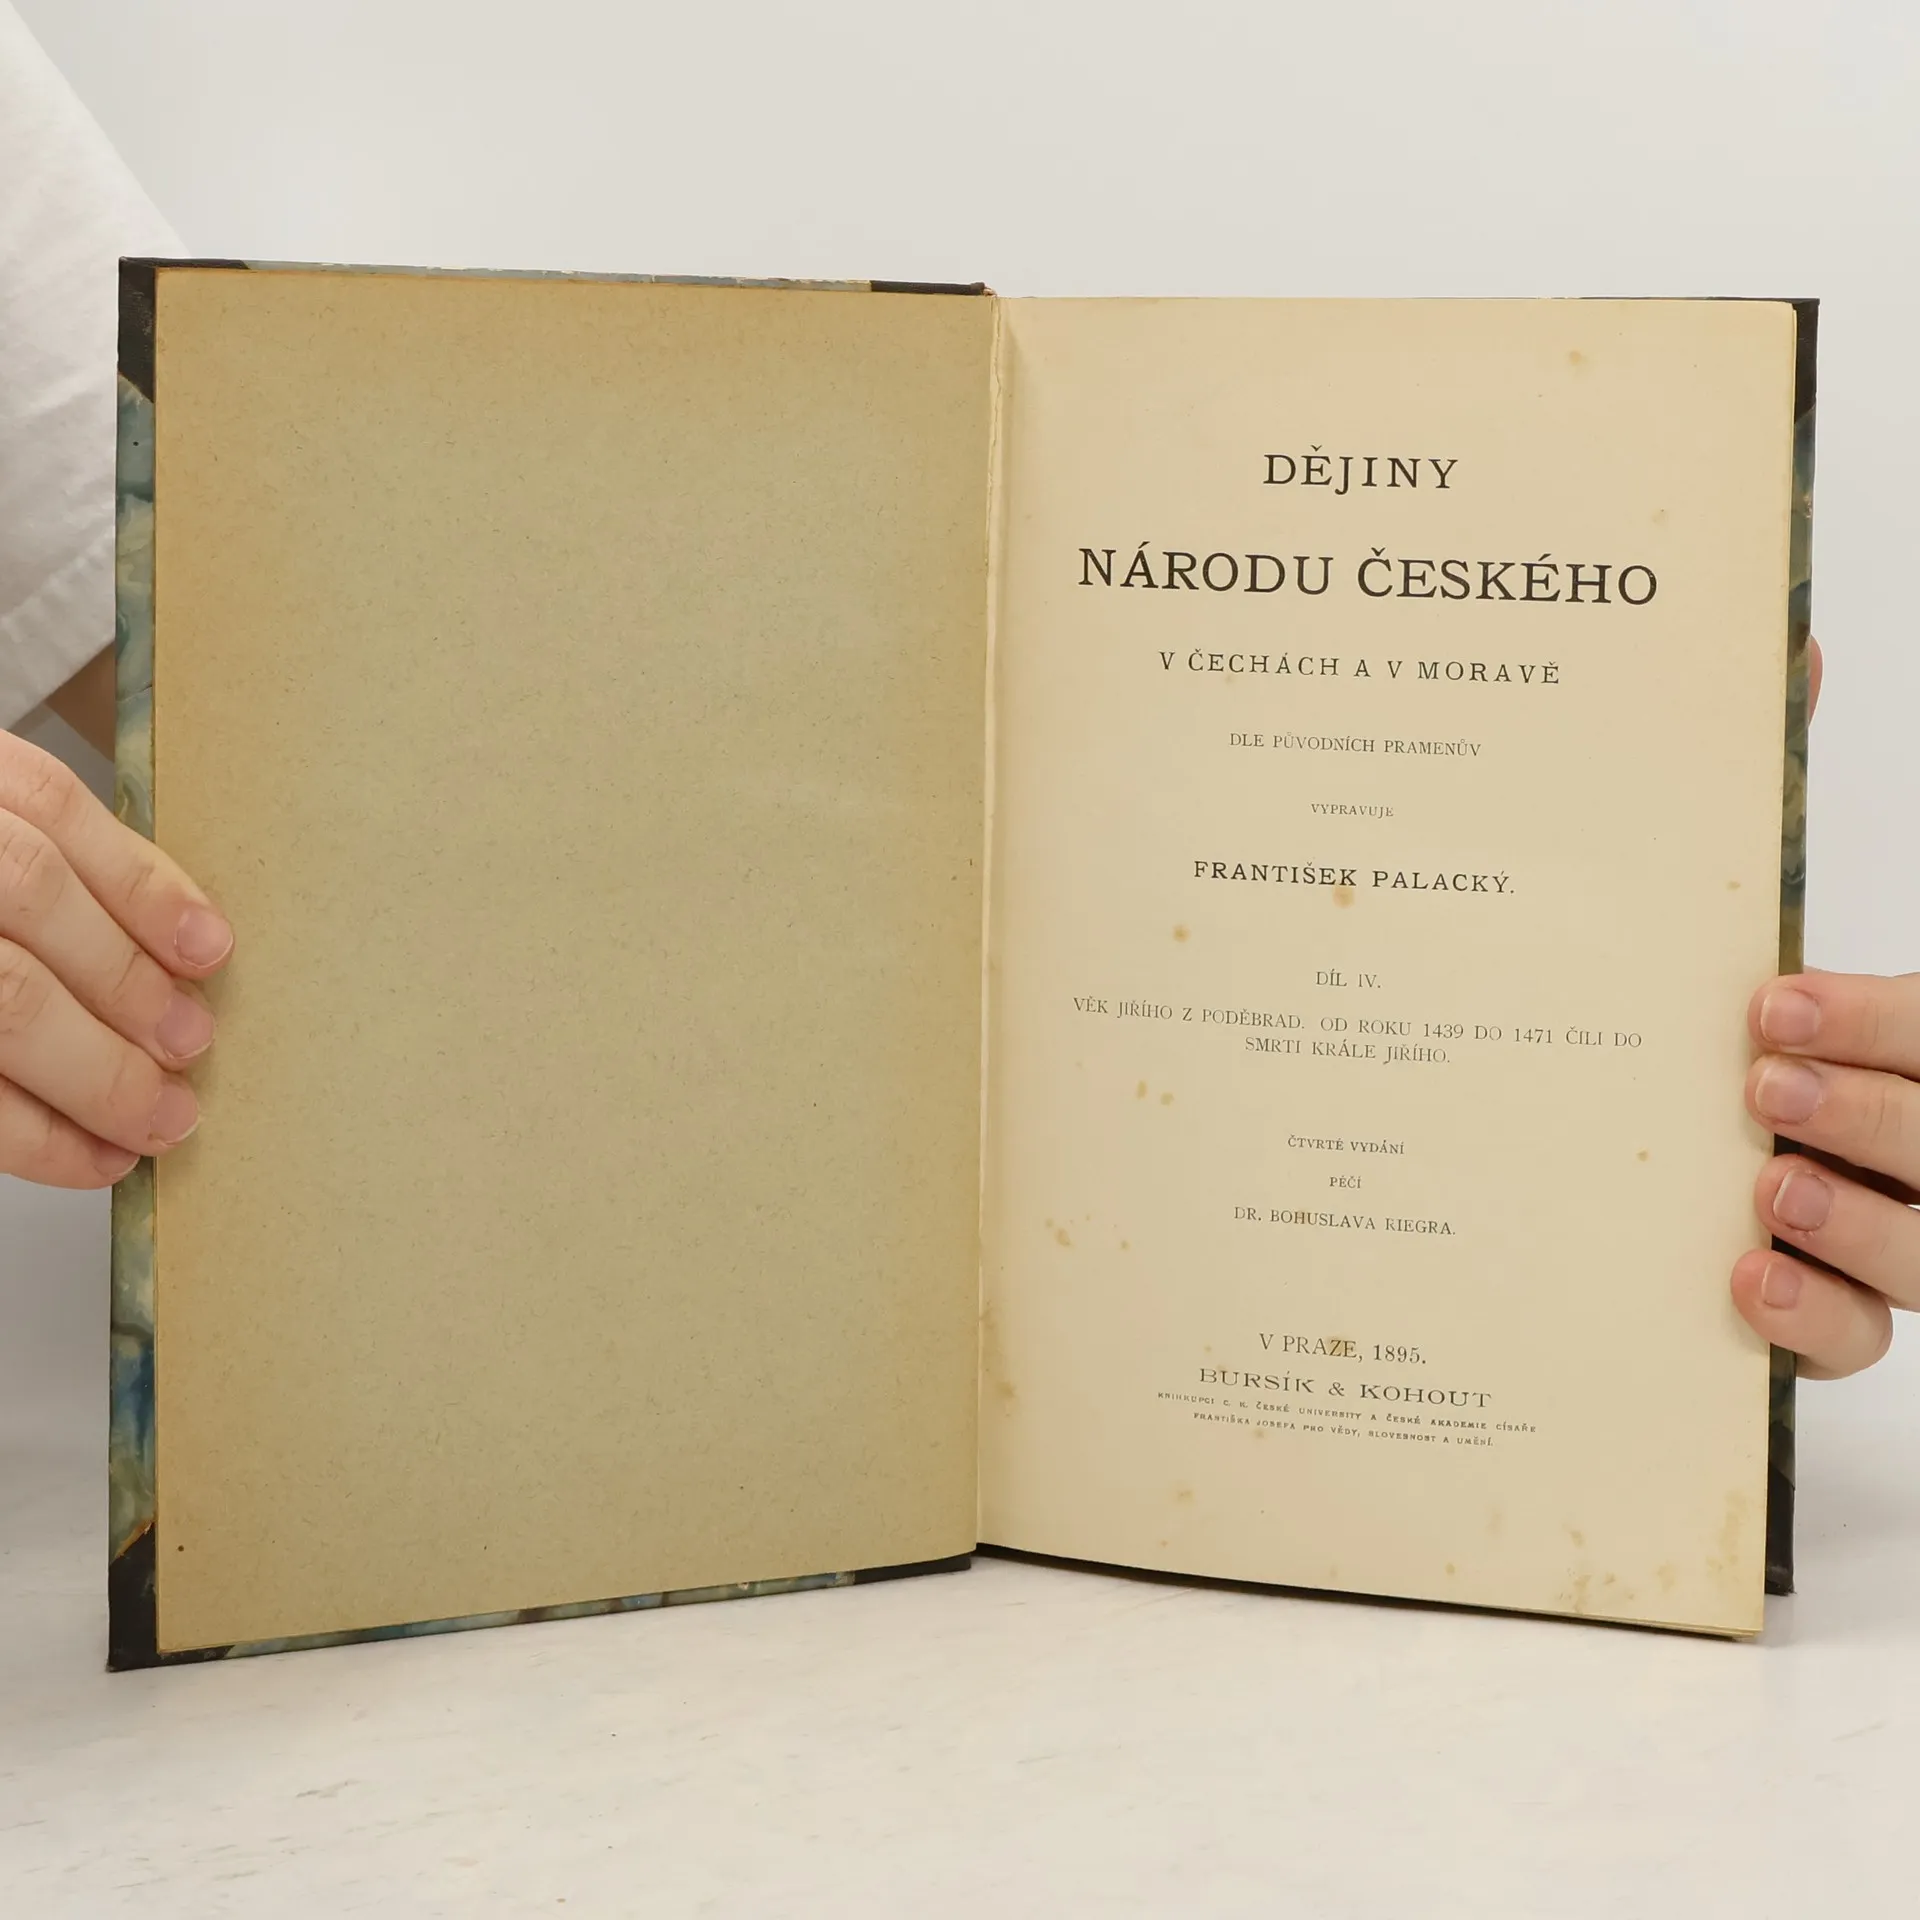 DĚJINY
NÁRODU ČESKÉHO
V ČECHÁCH A V MORAVĚ
DLE PŮVODNÍCH PRAMENŮV
VYPRAVUJE
FRANTIŠEK PALACKÝ.
DÍL IV.
VĚK JIŘÍHO Z PODĚBRAD. OD ROKU 1439 DO 1471 ČILI DO
SMRTI KRÁLE JIŘÍHO.
ČTVRTÉ VYDÁNÍ
PÉČÍ
DR. BOHUSLAVA RIEGRA.
V PRAZE, 1895.
BURSÍK & KOHOUT
KNIHKUPCI C. K. ČESKÉ UNIVERSITY A ČESKÉ AKADEMIE CÍSAŘE
FRANTIŠKA JOSEFA PRO VĚDY, SLOVESNOST A UMĚNÍ.